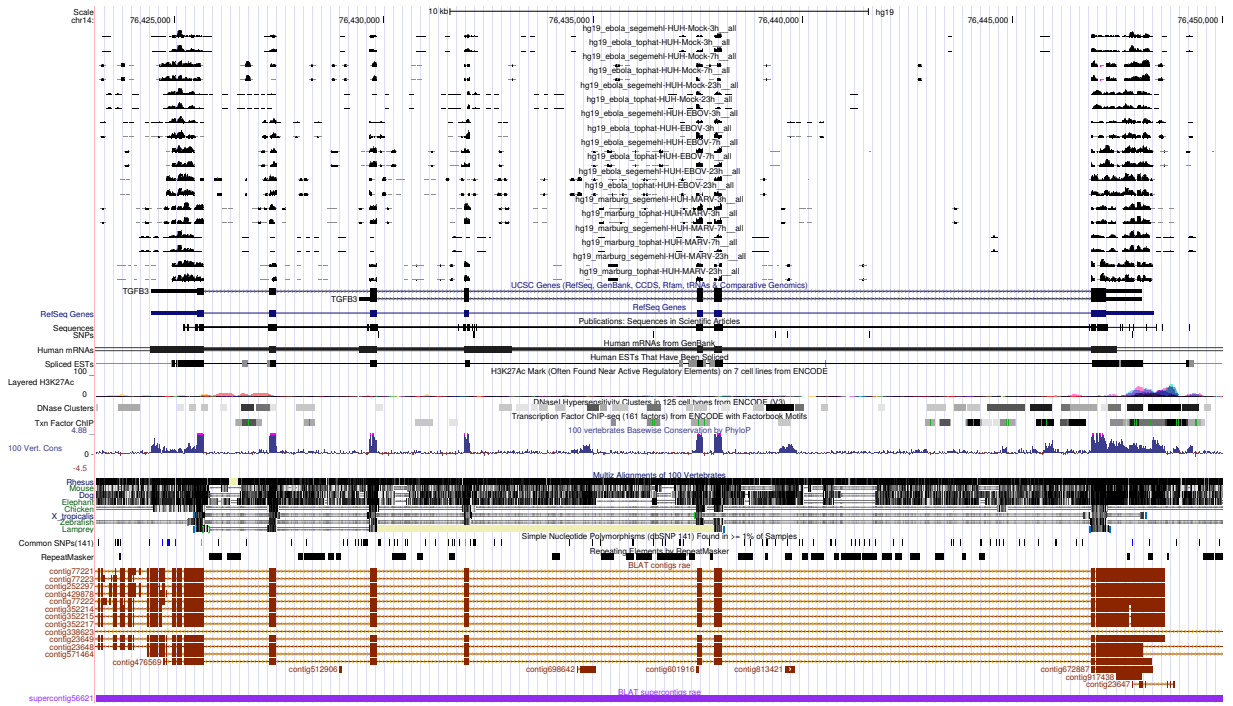 Scale 10 kb hg19
chr14: 76,425,000 76,430,000 76,435,000 76,440,000 76,445,000 76,450,000
hg19_ebola_segemehl-HUH-Mock-3h__all
hg19_ebola_tophat-HUH-Mock-3h__all
hg19_ebola_segemehl-HUH-Mock-7h__all
hg19_ebola_tophat-HUH-Mock-7h__all
hg19_ebola_segemehl-HUH-Mock-23h__all
hg19_ebola_tophat-HUH-Mock-23h__all
hg19_ebola_segemehl-HUH-EBOV-3h__all
hg19_ebola_tophat-HUH-EBOV-3h__all
hg19_ebola_segemehl-HUH-EBOV-7h__all
hg19_ebola_tophat-HUH-EBOV-7h__all
hg19_ebola_segemehl-HUH-EBOV-23h__all
hg19_ebola_tophat-HUH-EBOV-23h__all
hg19_marburg_segemehl-HUH-MARV-3h__all
hg19_marburg_tophat-HUH-MARV-3h__all
hg19_marburg_segemehl-HUH-MARV-7h__all
hg19_marburg_tophat-HUH-MARV-7h__all
hg19_marburg_segemehl-HUH-MARV-23h__all
hg19_marburg_tophat-HUH-MARV-23h__all
UCSC Genes (RefSeq, GenBank, CCDS, Rfam, tRNAs & Comparative Genomics)
TGFB3
TGFB3
RefSeq Genes
RefSeq Genes
Publications: Sequences in Scientific Articles
Sequences
SNPs
Human mRNAs from GenBank
Human mRNAs
Human ESTs That Have Been Spliced
Spliced ESTs
100
H3K27Ac Mark (Often Found Near Active Regulatory Elements) on 7 cell lines from ENCODE
Layered H3K27Ac
0
DNaseI Hypersensitivity Clusters in 125 cell types from ENCODE (V3)
DNase Clusters
Transcription Factor ChIP-seq (161 factors) from ENCODE with Factorbook Motifs
Txn Factor ChIP
4.88
100 vertebrates Basewise Conservation by PhyloP
100 Vert. Cons
0 -
-4.5
Multiz Alignments of 100 Vertebrates
Rhesus
Mouse
Dog
Elephant
Chicken
X_tropicalis
Zebrafish
Lamprey
Simple Nucleotide Polymorphisms (dbSNP 141) Found in >= 1% of Samples
Common SNPs(141)
Repeating Elements by RepeatMasker
RepeatMasker
BLAT contigs rae
contig77221
contig77223
contig252297
contig429878
contig77222
contig352214
contig352215
contig352217
contig338623
contig23649
contig23648
contig571464
contig476569
contig512906 contig698642 contig601916 contig813421 contig672887
contig917438
contig23647
BLAT supercontigs rae
supercontig56621